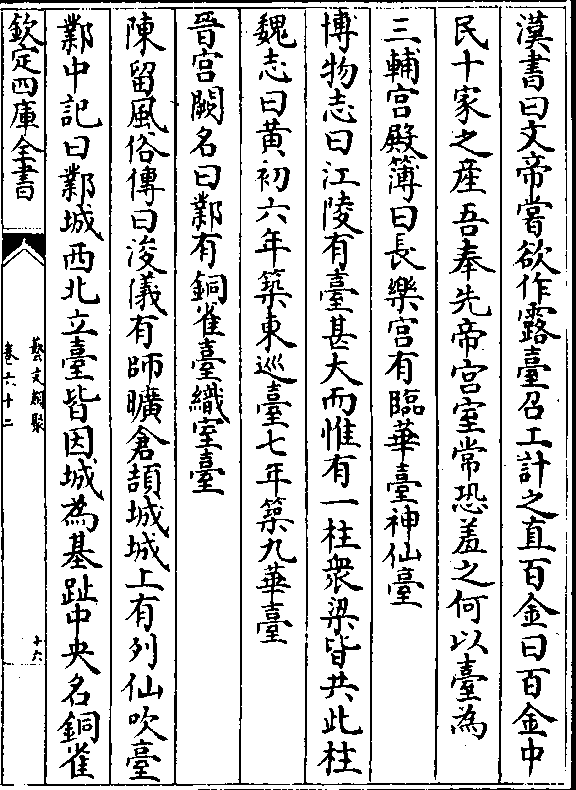 漢書曰文帝嘗欲作露臺召工計之直百金曰百金中
民十家之産吾奉先帝宫室常恐羞之何以臺為
三輔宫殿簿曰長樂宫有臨華臺神仙臺
博物志曰江陵有臺甚大而惟有一柱衆梁皆共此柱
魏志曰黄初六年築東巡臺七年築九華臺
晉宫闕名曰鄴有銅雀臺織室臺
陳留風俗傳曰浚儀有師曠倉頡城城上有列仙吹臺
鄴中記曰鄴城西北立臺皆因城為基趾中央名銅雀
欽定四庫全書
藝文類聚
卷六十二
十六